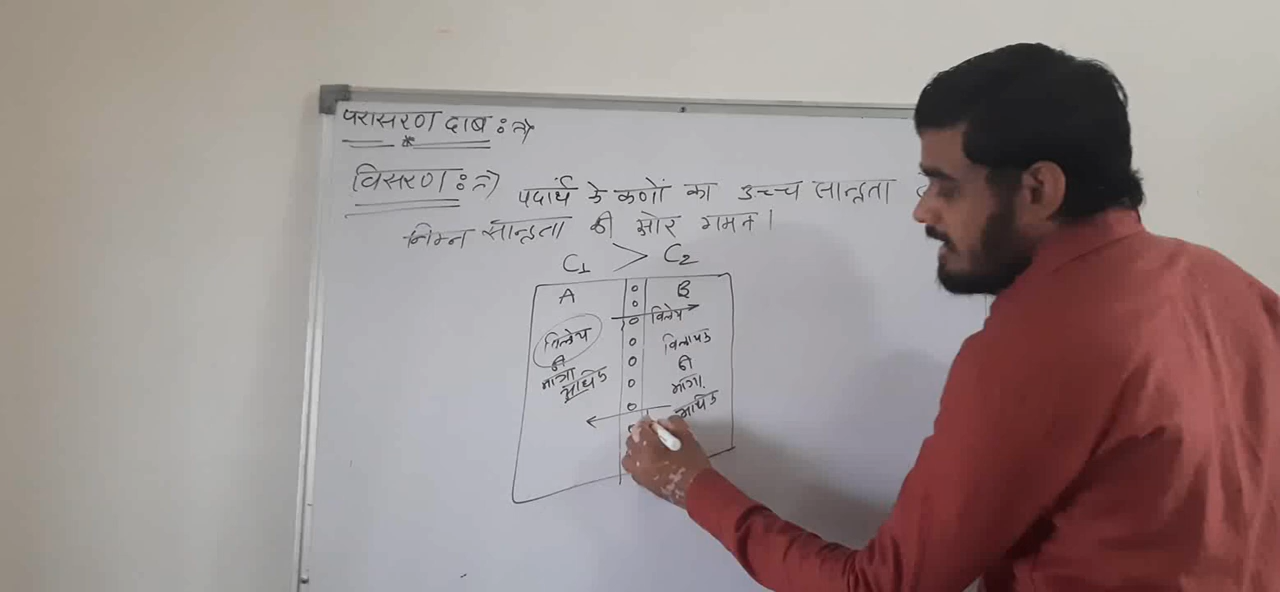 परासरण दाब :→
विसरण :→ पदार्थ के कणों का उच्च सान्द्रता
निम्न सान्द्रता की ओर गमन।
C1 > C2
A B
विलेय
विलेय विलायक
की की
मात्रा मात्रा
अधिक अधिक